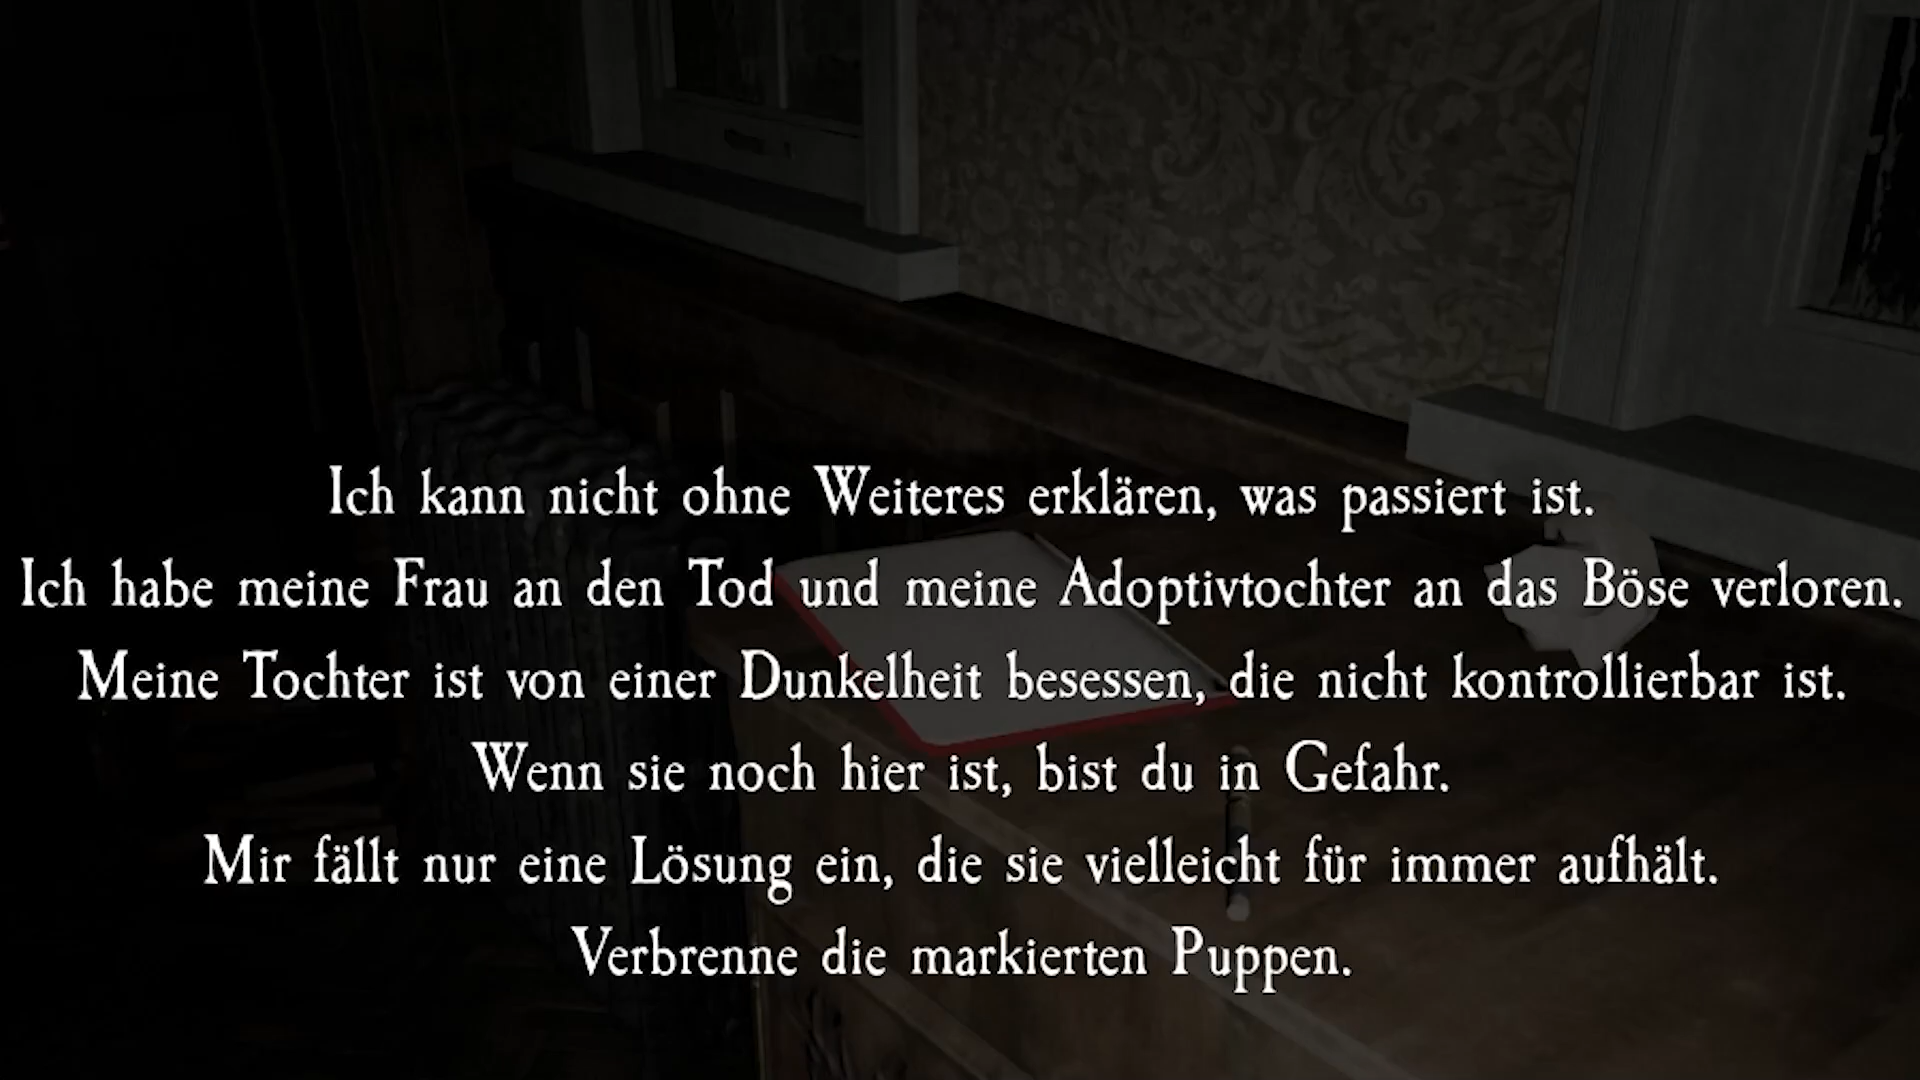 Ich kann nicht ohne Weiteres erklären, was passiert ist.
Ich habe meine Frau an den Tod und meine Adoptivtochter an das Böse verloren.
Meine Tochter ist von einer Dunkelheit besessen, die nicht kontrollierbar ist.
Wenn sie noch hier ist, bist du in Gefahr.
Mir fällt nur eine Lösung ein, die sie vielleicht für immer aufhält.
Verbrenne die markierten Puppen.